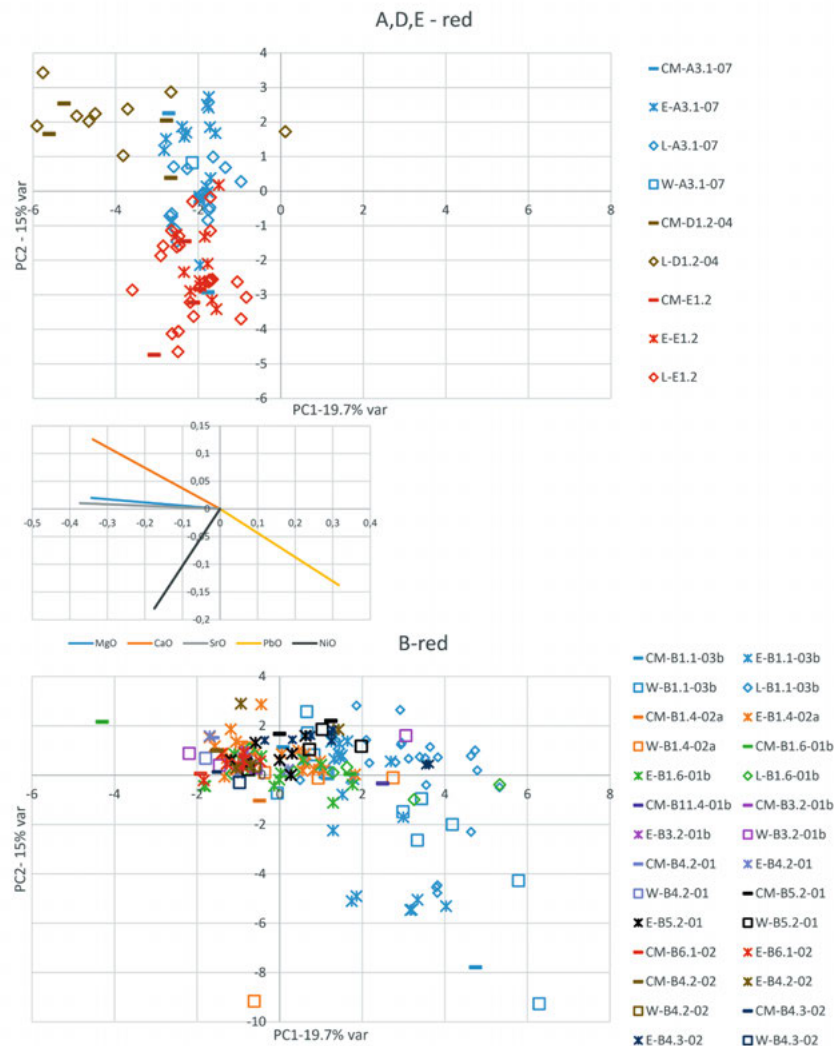 A,D,E - red
4
3
2
1
0
-1
-2
-3
-4
-5
-6
-6 -4 -2 0 2 4 6 8
PC2 - 15% var
PC1-19.7% var
CM-A3.1-07
E-A3.1-07
L-A3.1-07
W-A3.1-07
CM-D1.2-04
L-D1.2-04
CM-E1.2
E-E1.2
L-E1.2
0,15
0,1
0,05
0
-0,05
-0,1
-0,15
-0,2
-0,5 -0,4 -0,3 -0,2 -0,1 0 0,1 0,2 0,3 0,4
MgO CaO SrO PbO NiO
B-red
4
2
0
-2
-4
-6
-8
-10
-6 -4 -2 0 2 4 6 8
PC2- 15% var
PC1-19.7% var
CM-B1.1-03b E-B1.1-03b
W-B1.1-03b L-B1.1-03b
CM-B1.4-02a E-B1.4-02a
W-B1.4-02a CM-B1.6-01b
E-B1.6-01b L-B1.6-01b
CM-B11.4-01b CM-B3.2-01b
E-B3.2-01b W-B3.2-01b
CM-B4.2-01 E-B4.2-01
W-B4.2-01 CM-B5.2-01
E-B5.2-01 W-B5.2-01
CM-B6.1-02 E-B6.1-02
CM-B4.2-02 E-B4.2-02
W-B4.2-02 CM-B4.3-02
E-B4.3-02 W-B4.3-02